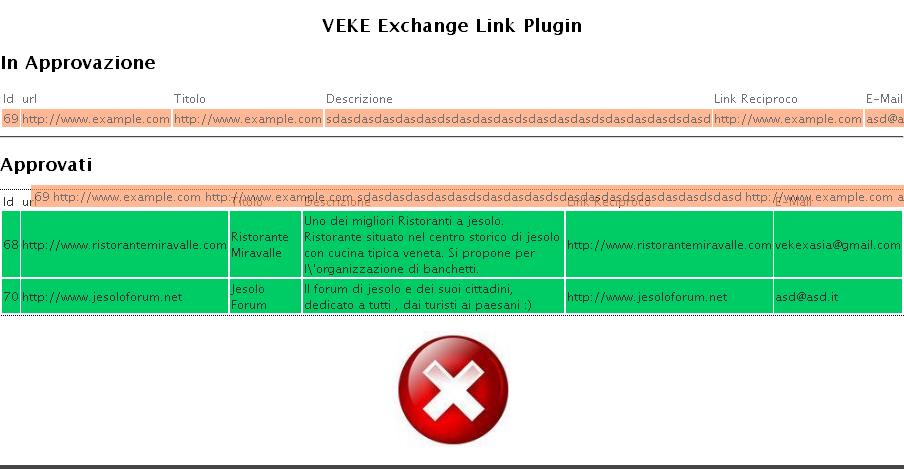 VEKE Exchange Link Plugin
In Approvazione
Id url Titolo Descrizione Link Reciproco E-Mail
69 http://www.example.com http://www.example.com sdasdasdasdasdasdsdasdasdasdsdasdasdasdsdasdasdasdsdasd http://www.example.com asd@a
Approvati
69 http://www.example.com http://www.example.com sdasdasdasdasdasdsdasdasdasdsdasdasdasdsdasdasdasdsdasd http://www.example.com a
Id ur Titolo Descrizione Link Reciproco E-Mail
68 http://www.ristorantemiravalle.com Ristorante Miravalle Uno dei migliori Ristoranti a jesolo.
Ristorante situato nel centro storico di jesolo
con cucina tipica veneta. Si propone per
l\'organizzazione di banchetti. http://www.ristorantemiravalle.com vekexasia@gmail.com
70 http://www.jesoloforum.net Jesolo Forum Il forum di jesolo e dei suoi cittadini,
dedicato a tutti , dai turisti ai paesani :) http://www.jesoloforum.net asd@asd.it